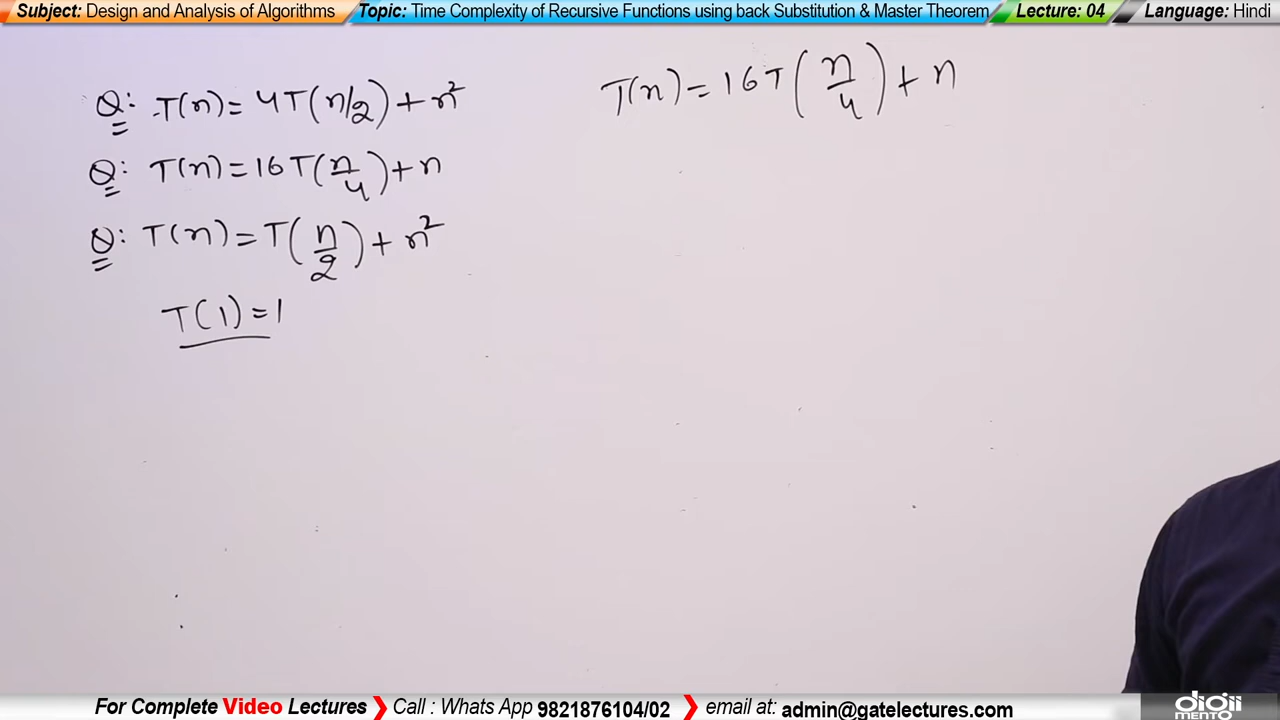 Subject: Design and Analysis of Algorithms
Topic: Time Complexity of Recursive Functions using back Substitution & Master Theorem
Lecture: 04
Language: Hindi
Q: T(n)=4T(n/2)+n²
Q: T(n)=16T(n/4)+n
Q: T(n)=T(n/2)+n²
T(1)=1
T(n)=16T(n/4)+n
For Complete Video Lectures
Call : Whats App 9821876104/02
email at: admin@gatelectures.com
digii
MENTO